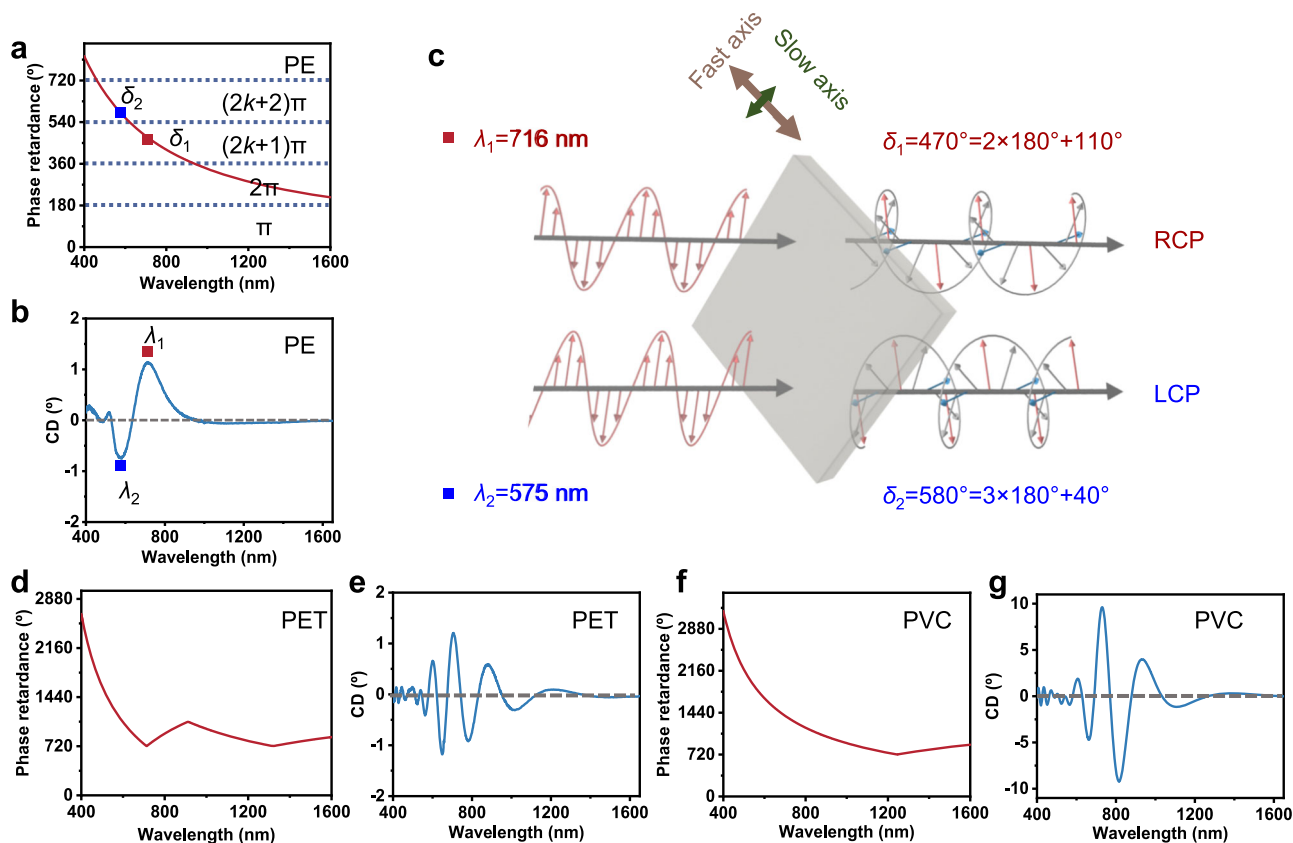 a
Phase retardance (º)
720
540
360
180
0
PE
δ2
(2k+2)π
δ1
(2k+1)π
2π
π
400 800 1200 1600
Wavelength (nm)
b
CD (º)
2
1
0
-1
-2
PE
λ1
λ2
400 800 1200 1600
Wavelength (nm)
c
Fast axis
Slow axis
λ1=716 nm
δ1=470°=2×180°+110°
RCP
LCP
λ2=575 nm
δ2=580°=3×180°+40°
d
Phase retardance (º)
2880
2160
1440
720
0
PET
400 800 1200 1600
Wavelength (nm)
e
CD (º)
2
1
0
-1
-2
PET
400 800 1200 1600
Wavelength (nm)
f
Phase retardance (º)
2880
2160
1440
720
0
PVC
400 800 1200 1600
Wavelength (nm)
g
CD (º)
10
5
0
-5
-10
PVC
400 800 1200 1600
Wavelength (nm)